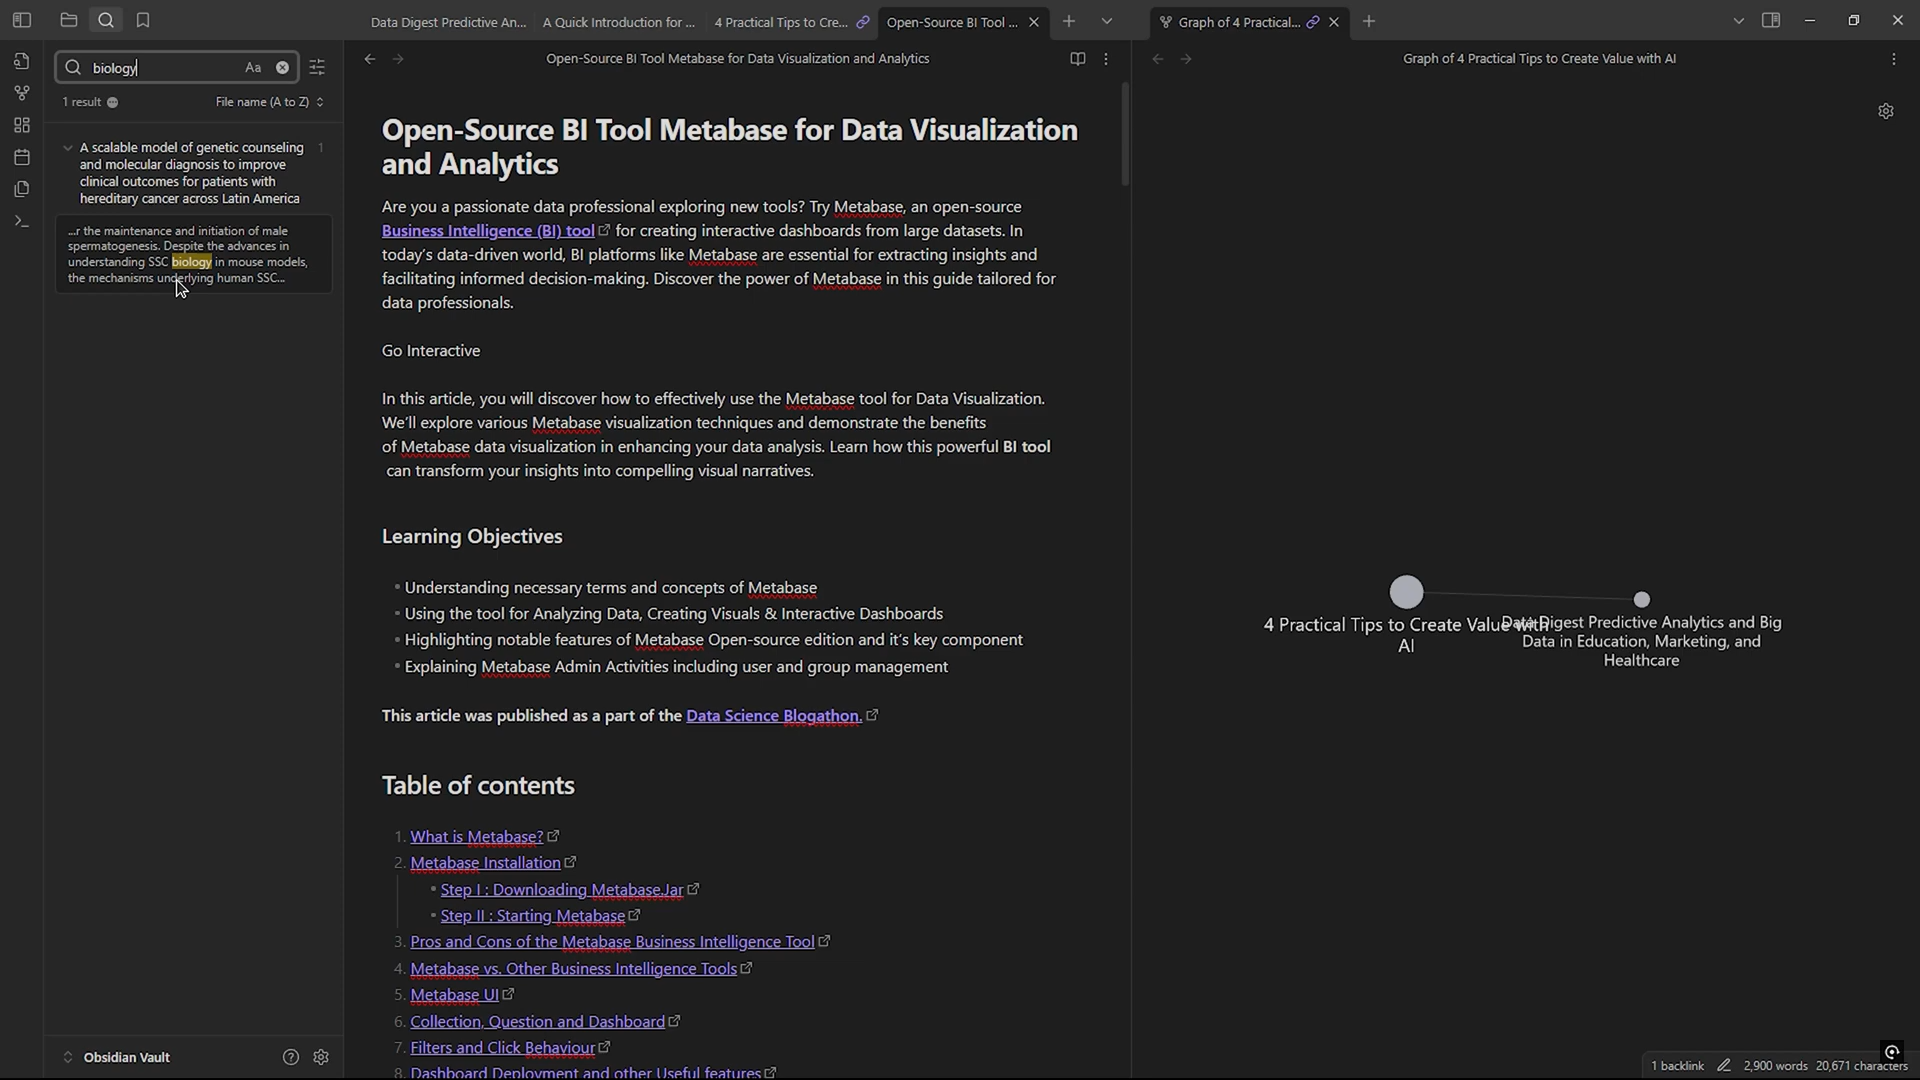 Data Digest Predictive An...
A Quick Introduction for ...
4 Practical Tips to Cre...
Open-Source BI Tool ...
Graph of 4 Practical...
biology
Aa
1 result
File name (A to Z)
A scalable model of genetic counseling
and molecular diagnosis to improve
clinical outcomes for patients with
hereditary cancer across Latin America
1
...r the maintenance and initiation of male
spermatogenesis. Despite the advances in
understanding SSC biology in mouse models,
the mechanisms underlying human SSC...
Obsidian Vault
Open-Source BI Tool Metabase for Data Visualization and Analytics
Open-Source BI Tool Metabase for Data Visualization
and Analytics
Are you a passionate data professional exploring new tools? Try Metabase, an open-source
Business Intelligence (BI) tool for creating interactive dashboards from large datasets. In
today's data-driven world, BI platforms like Metabase are essential for extracting insights and
facilitating informed decision-making. Discover the power of Metabase in this guide tailored for
data professionals.
Go Interactive
In this article, you will discover how to effectively use the Metabase tool for Data Visualization.
We'll explore various Metabase visualization techniques and demonstrate the benefits
of Metabase data visualization in enhancing your data analysis. Learn how this powerful BI tool
can transform your insights into compelling visual narratives.
Learning Objectives
• Understanding necessary terms and concepts of Metabase
• Using the tool for Analyzing Data, Creating Visuals & Interactive Dashboards
• Highlighting notable features of Metabase Open-source edition and it's key component
• Explaining Metabase Admin Activities including user and group management
This article was published as a part of the Data Science Blogathon.
Table of contents
1. What is Metabase?
2. Metabase Installation
• Step I : Downloading Metabase.Jar
• Step II : Starting Metabase
3. Pros and Cons of the Metabase Business Intelligence Tool
4. Metabase vs. Other Business Intelligence Tools
5. Metabase UI
6. Collection, Question and Dashboard
7. Filters and Click Behaviour
8. Dashboard Deployment and other Useful features
Graph of 4 Practical Tips to Create Value with AI
4 Practical Tips to Create Value with
AI
Data Digest Predictive Analytics and Big
Data in Education, Marketing, and
Healthcare
1 backlink
2,900 words
20,671 characters